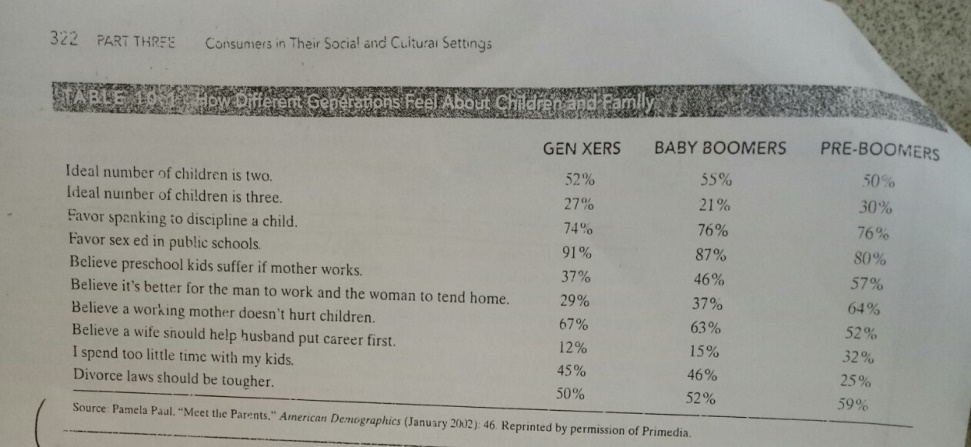 322 PART THREE Consumers in Their Social and Cultural Settings
TABLE 10.1 How Different Generations Feel About Children and Family
GEN XERS BABY BOOMERS PRE-BOOMERS
Ideal number of children is two. 52% 55% 50%
Ideal number of children is three. 27% 21% 30%
Favor spanking to discipline a child. 74% 76% 76%
Favor sex ed in public schools. 91% 87% 80%
Believe preschool kids suffer if mother works. 37% 46% 57%
Believe it's better for the man to work and the woman to tend home. 29% 37% 64%
Believe a working mother doesn't hurt children. 67% 63% 52%
Believe a wife should help husband put career first. 12% 15% 32%
I spend too little time with my kids. 45% 46% 25%
Divorce laws should be tougher. 50% 52% 59%
Source: Pamela Paul, "Meet the Parents," American Demographics (January 2002): 46. Reprinted by permission of Primedia.